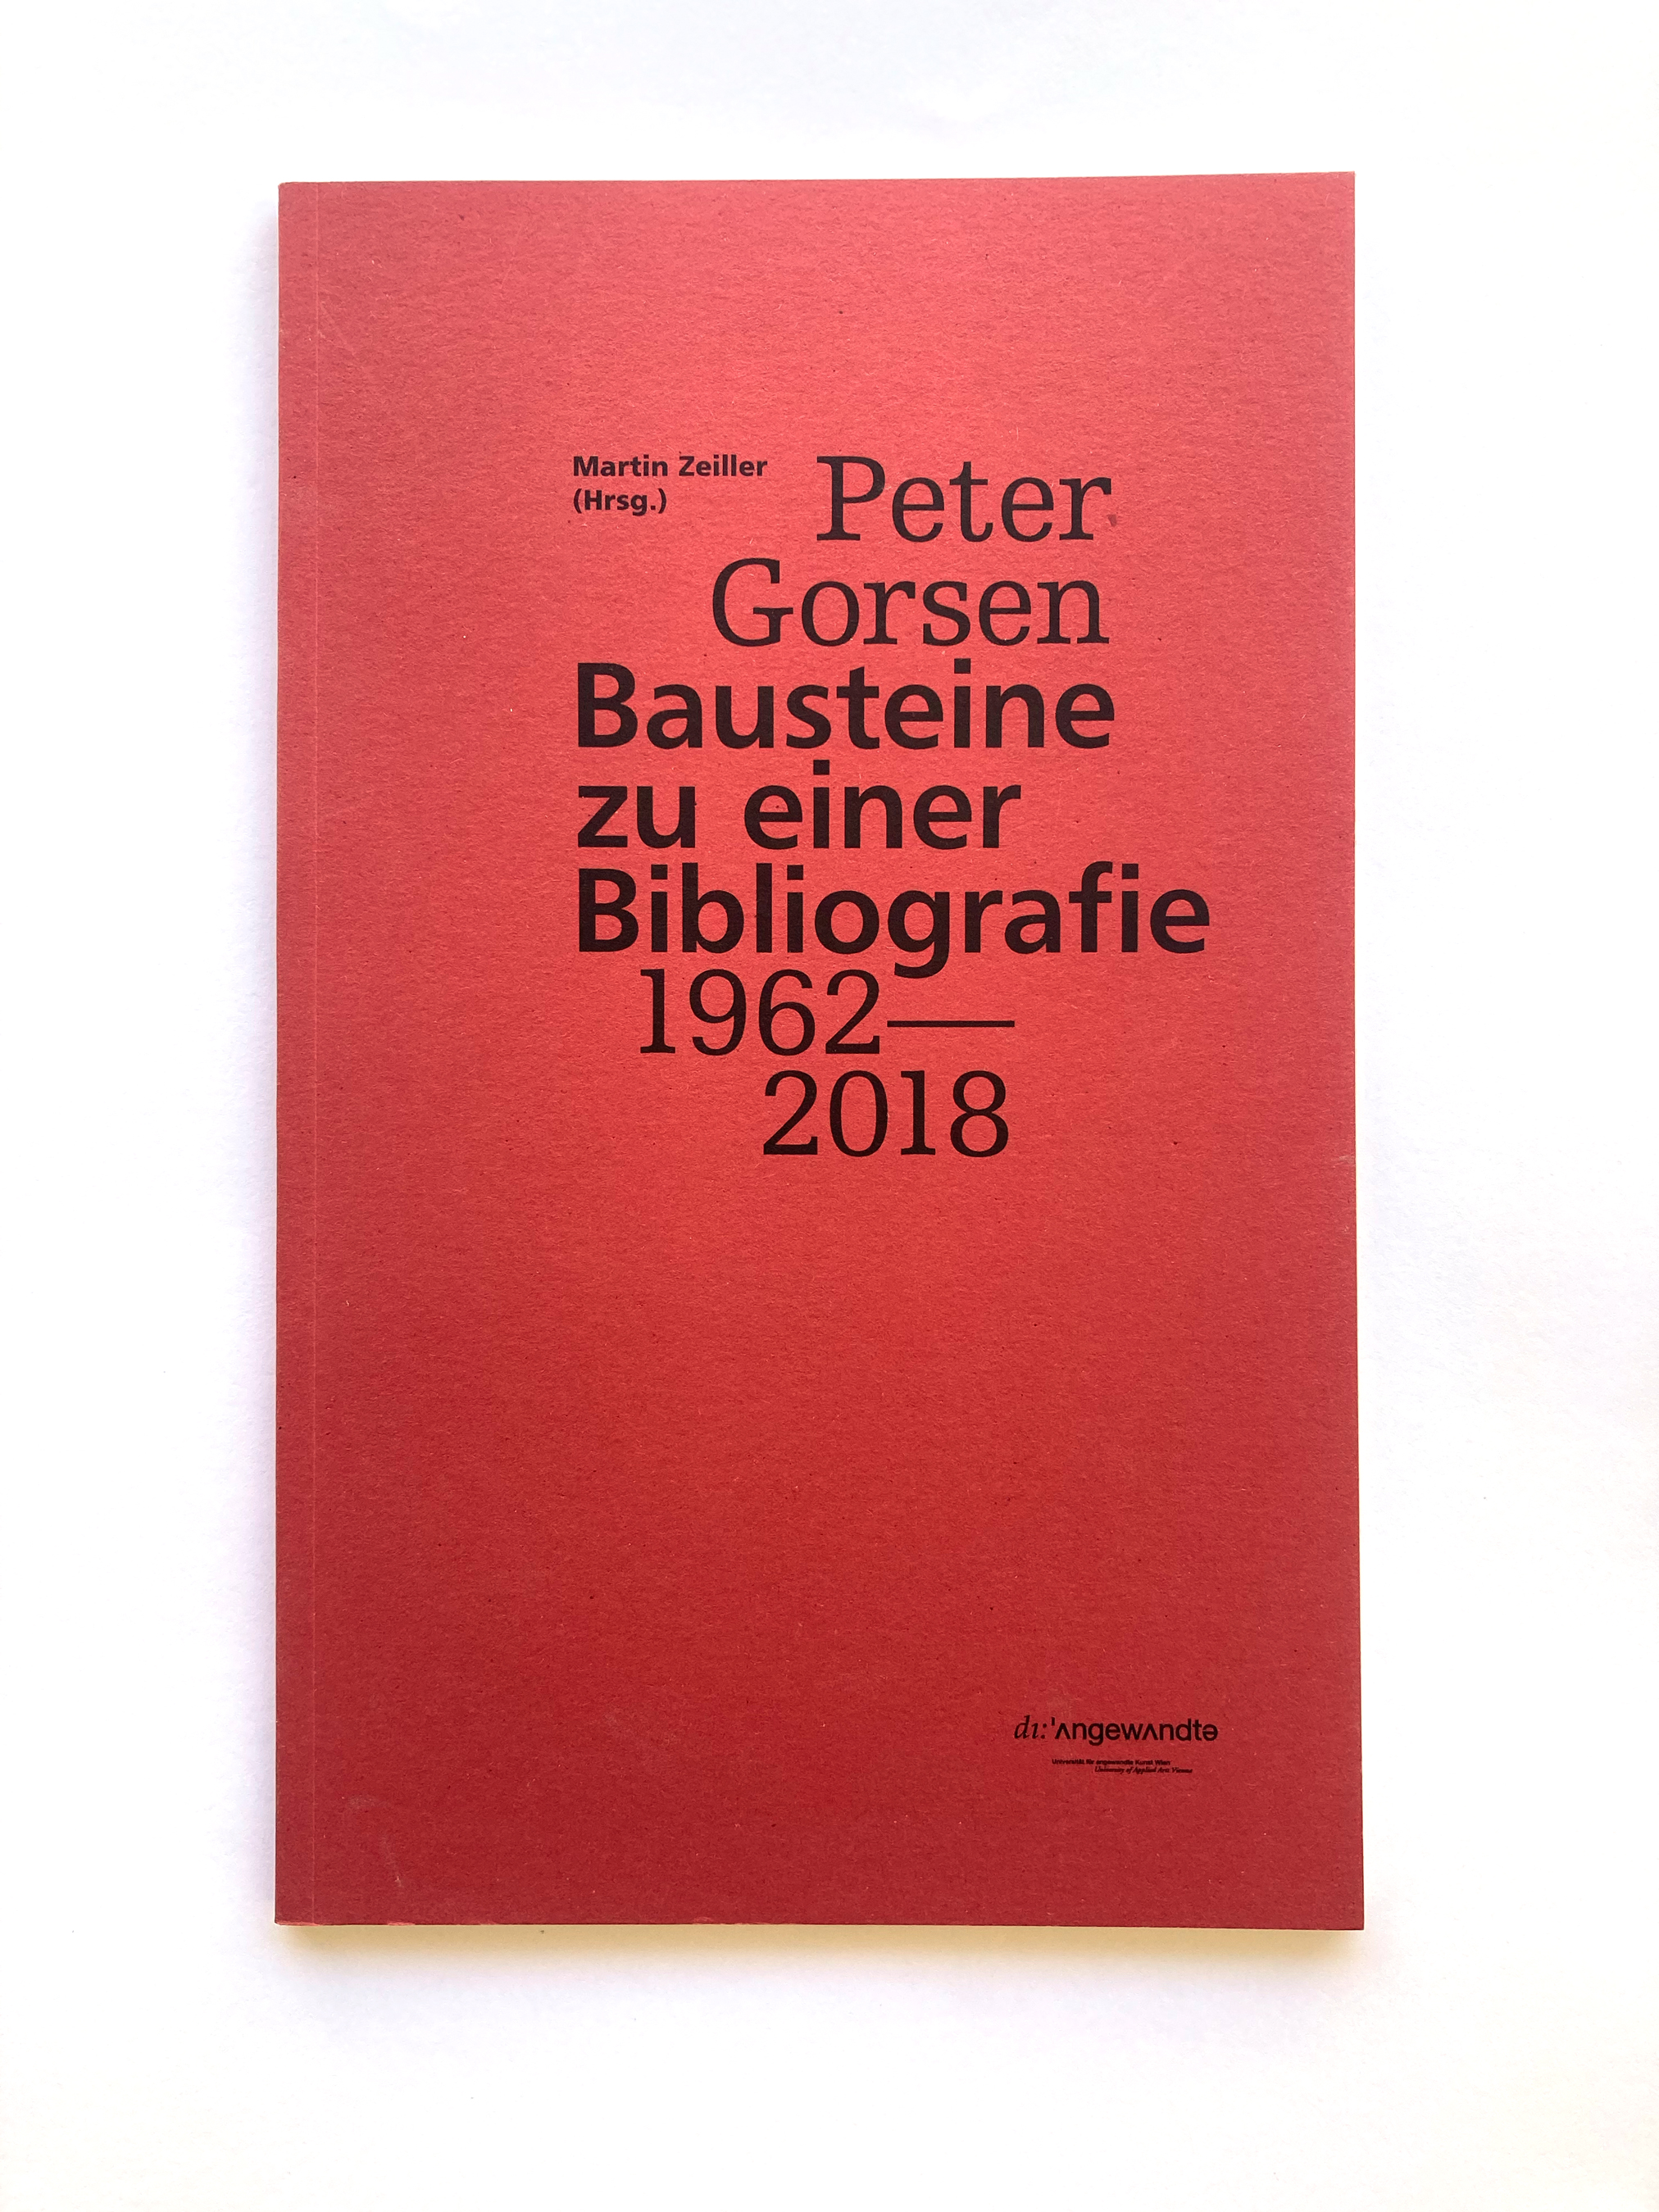 Martin Zeiller
(Hrsg.)
Peter
Gorsen
Bausteine
zu einer
Bibliografie
1962—
2018
dı:ˈʌngewʌndtə
Universität für angewandte Kunst Wien
University of Applied Arts Vienna